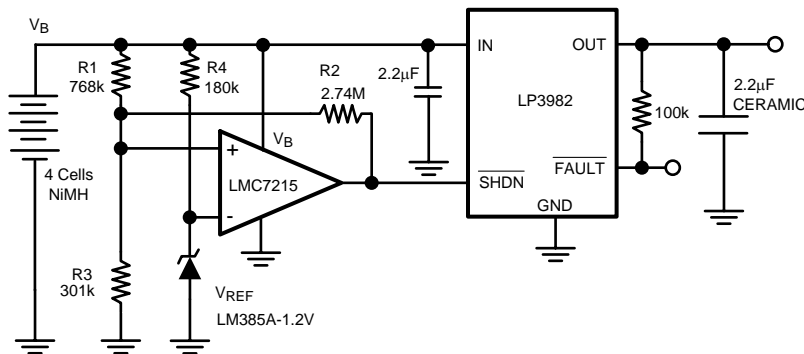 V_B
R1
768k
R4
180k
R2
2.74M
2.2μF
IN
OUT
LP3982
2.2μF
CERAMIC
100k
4 Cells
NiMH
+
V_B
LMC7215
-
SHDN
FAULT
GND
R3
301k
V_REF
LM385A-1.2V